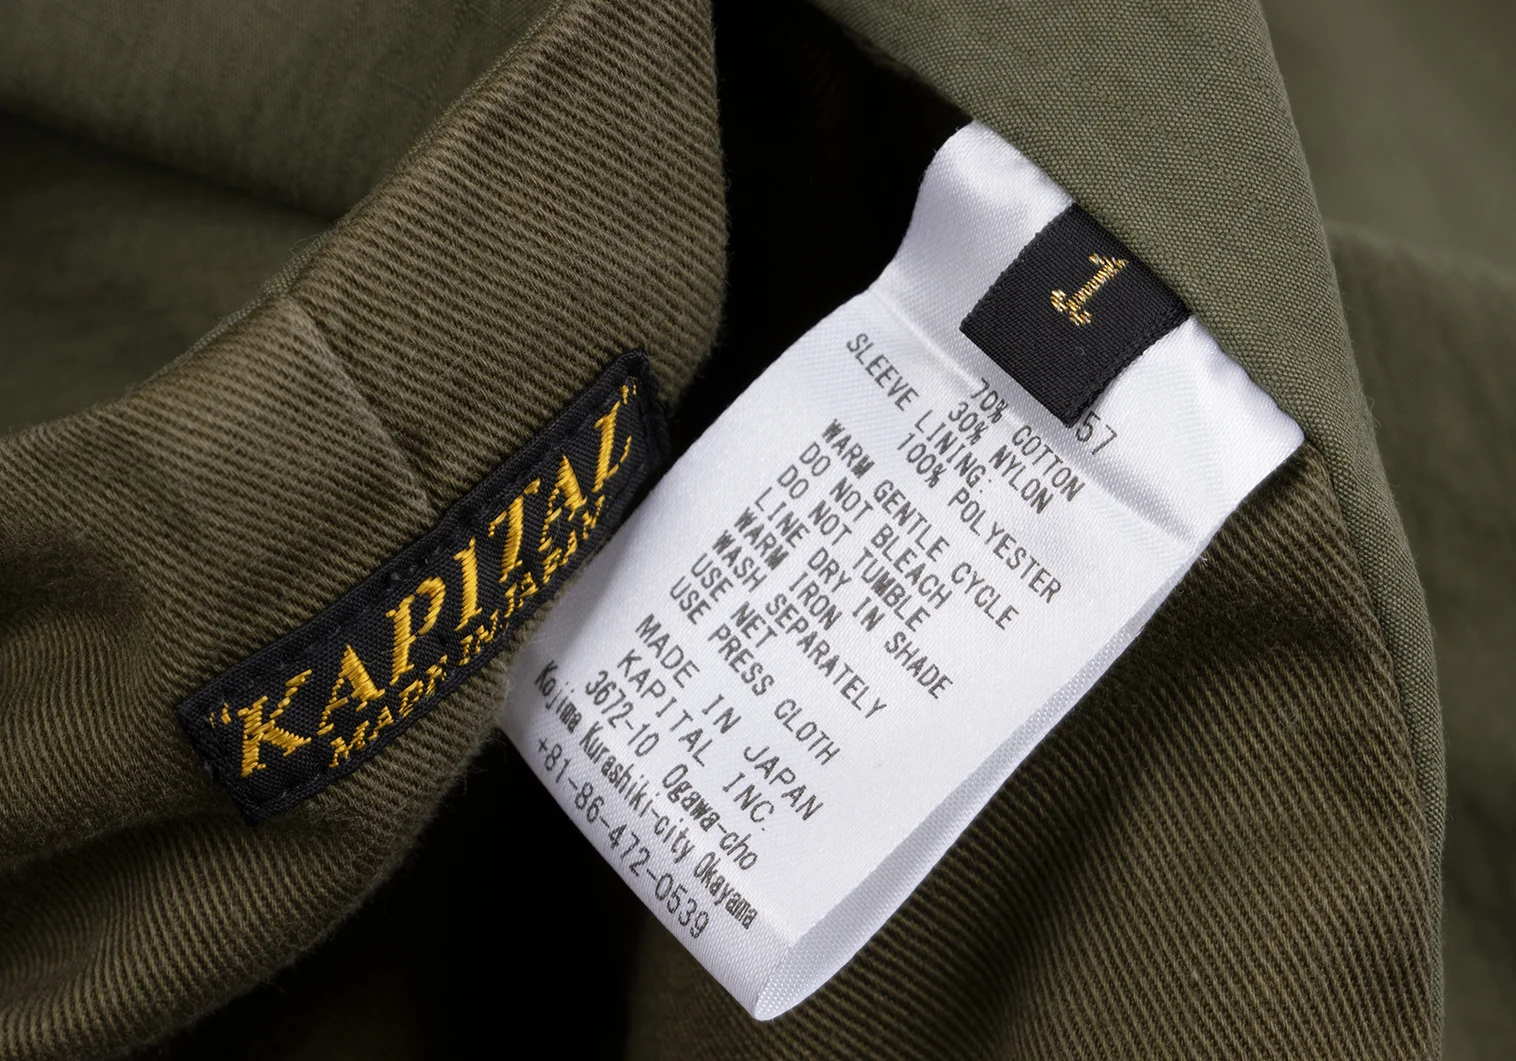 "KAPITAL"
MADE IN JAPAN
1
57
70% COTTON
30% NYLON
SLEEVE LINING:
100% POLYESTER
WARM GENTLE CYCLE
DO NOT BLEACH
DO NOT TUMBLE
LINE DRY IN SHADE
WARM IRON
WASH SEPARATELY
USE NET
USE PRESS CLOTH
MADE IN JAPAN
KAPITAL INC.
3672-10 Ogawa-cho
Kojima Kurashiki-city Okayama
+81-86-472-0539